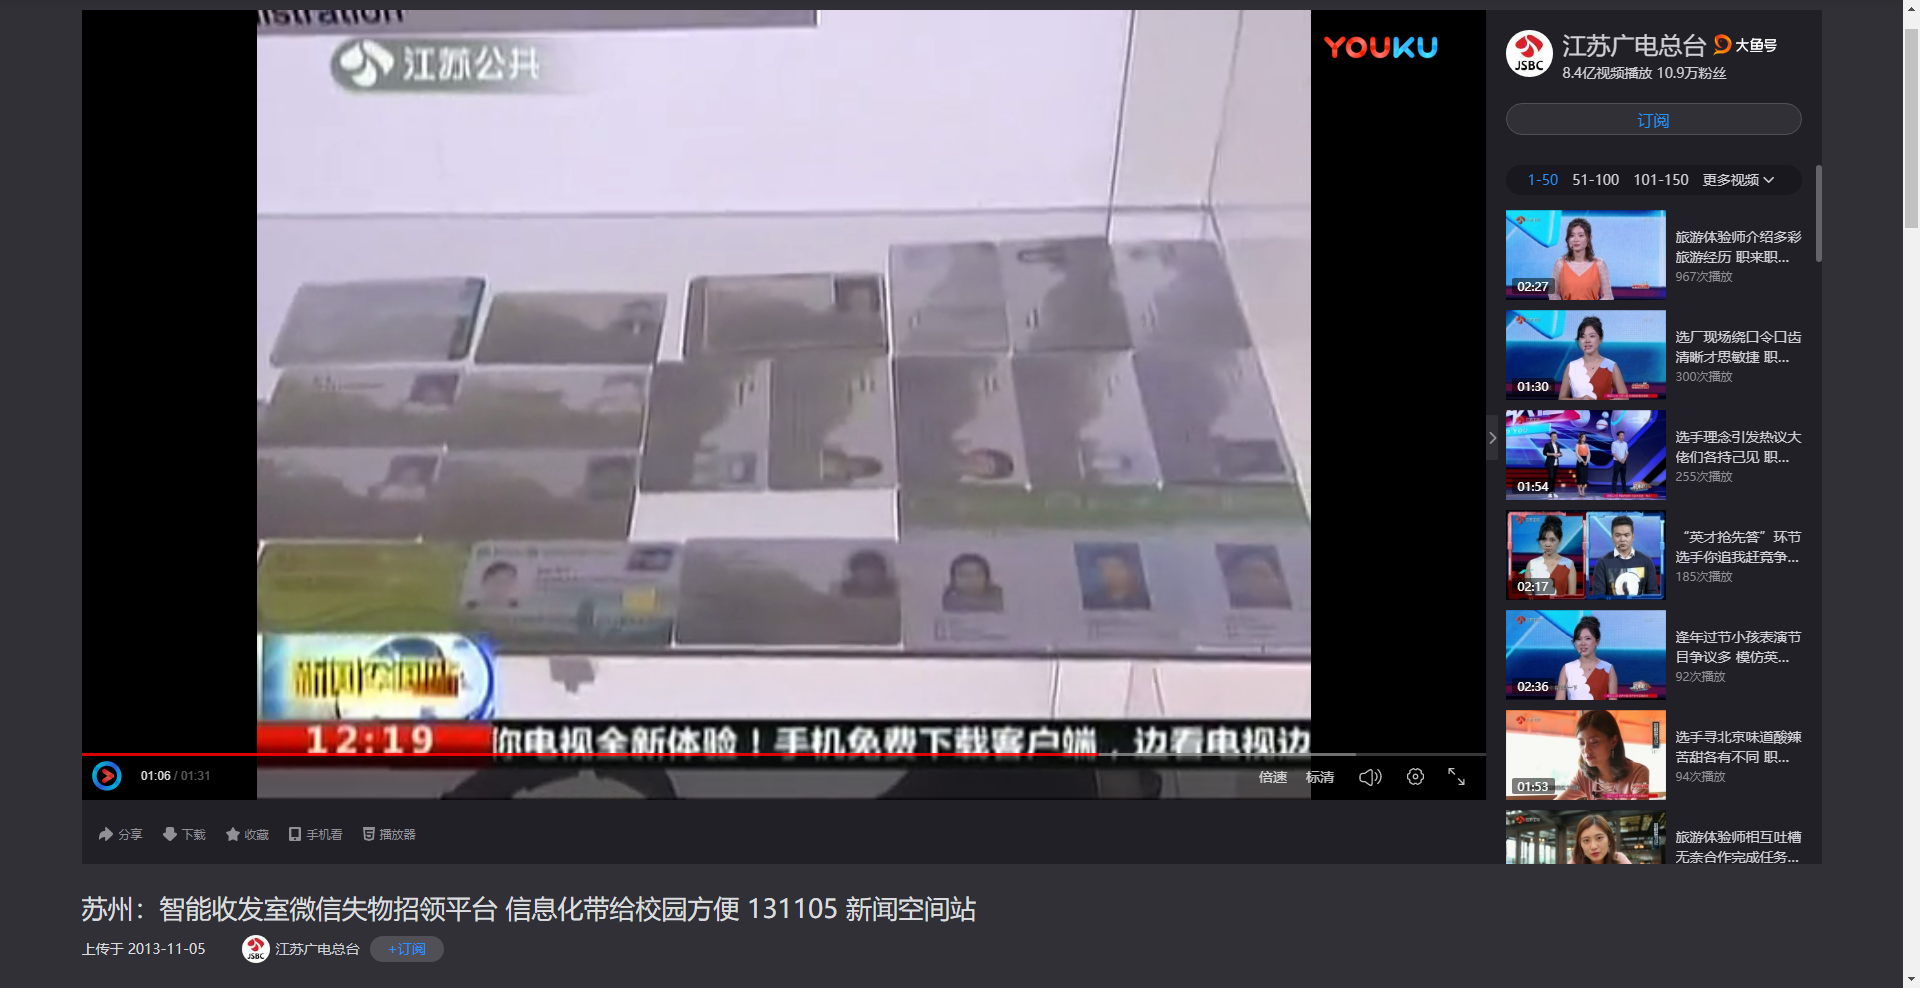 istration
江苏公共
YOUKU
12:19
你电视全新体验！手机免费下载客户端，边看电视边
01:06 / 01:31
倍速
标清
分享
下载
收藏
手机看
播放器
苏州：智能收发室微信失物招领平台 信息化带给校园方便 131105 新闻空间站
上传于 2013-11-05
JSBC
江苏广电总台
+订阅
JSBC
江苏广电总台 大鱼号
8.4亿视频播放 10.9万粉丝
订阅
1-50 51-100 101-150 更多视频
02:27
旅游体验师介绍多彩
旅游经历 职来职...
967次播放
01:30
选厂现场绕口令口齿
清晰才思敏捷 职...
300次播放
01:54
选手理念引发热议大
佬们各持己见 职...
255次播放
02:17
“英才抢先答”环节
选手你追我赶竞争...
185次播放
02:36
逢年过节小孩表演节
目争议多 模仿英...
92次播放
01:53
选手寻北京味道酸辣
苦甜各有不同 职...
94次播放
旅游体验师相互吐槽
无奈合作完成任务...